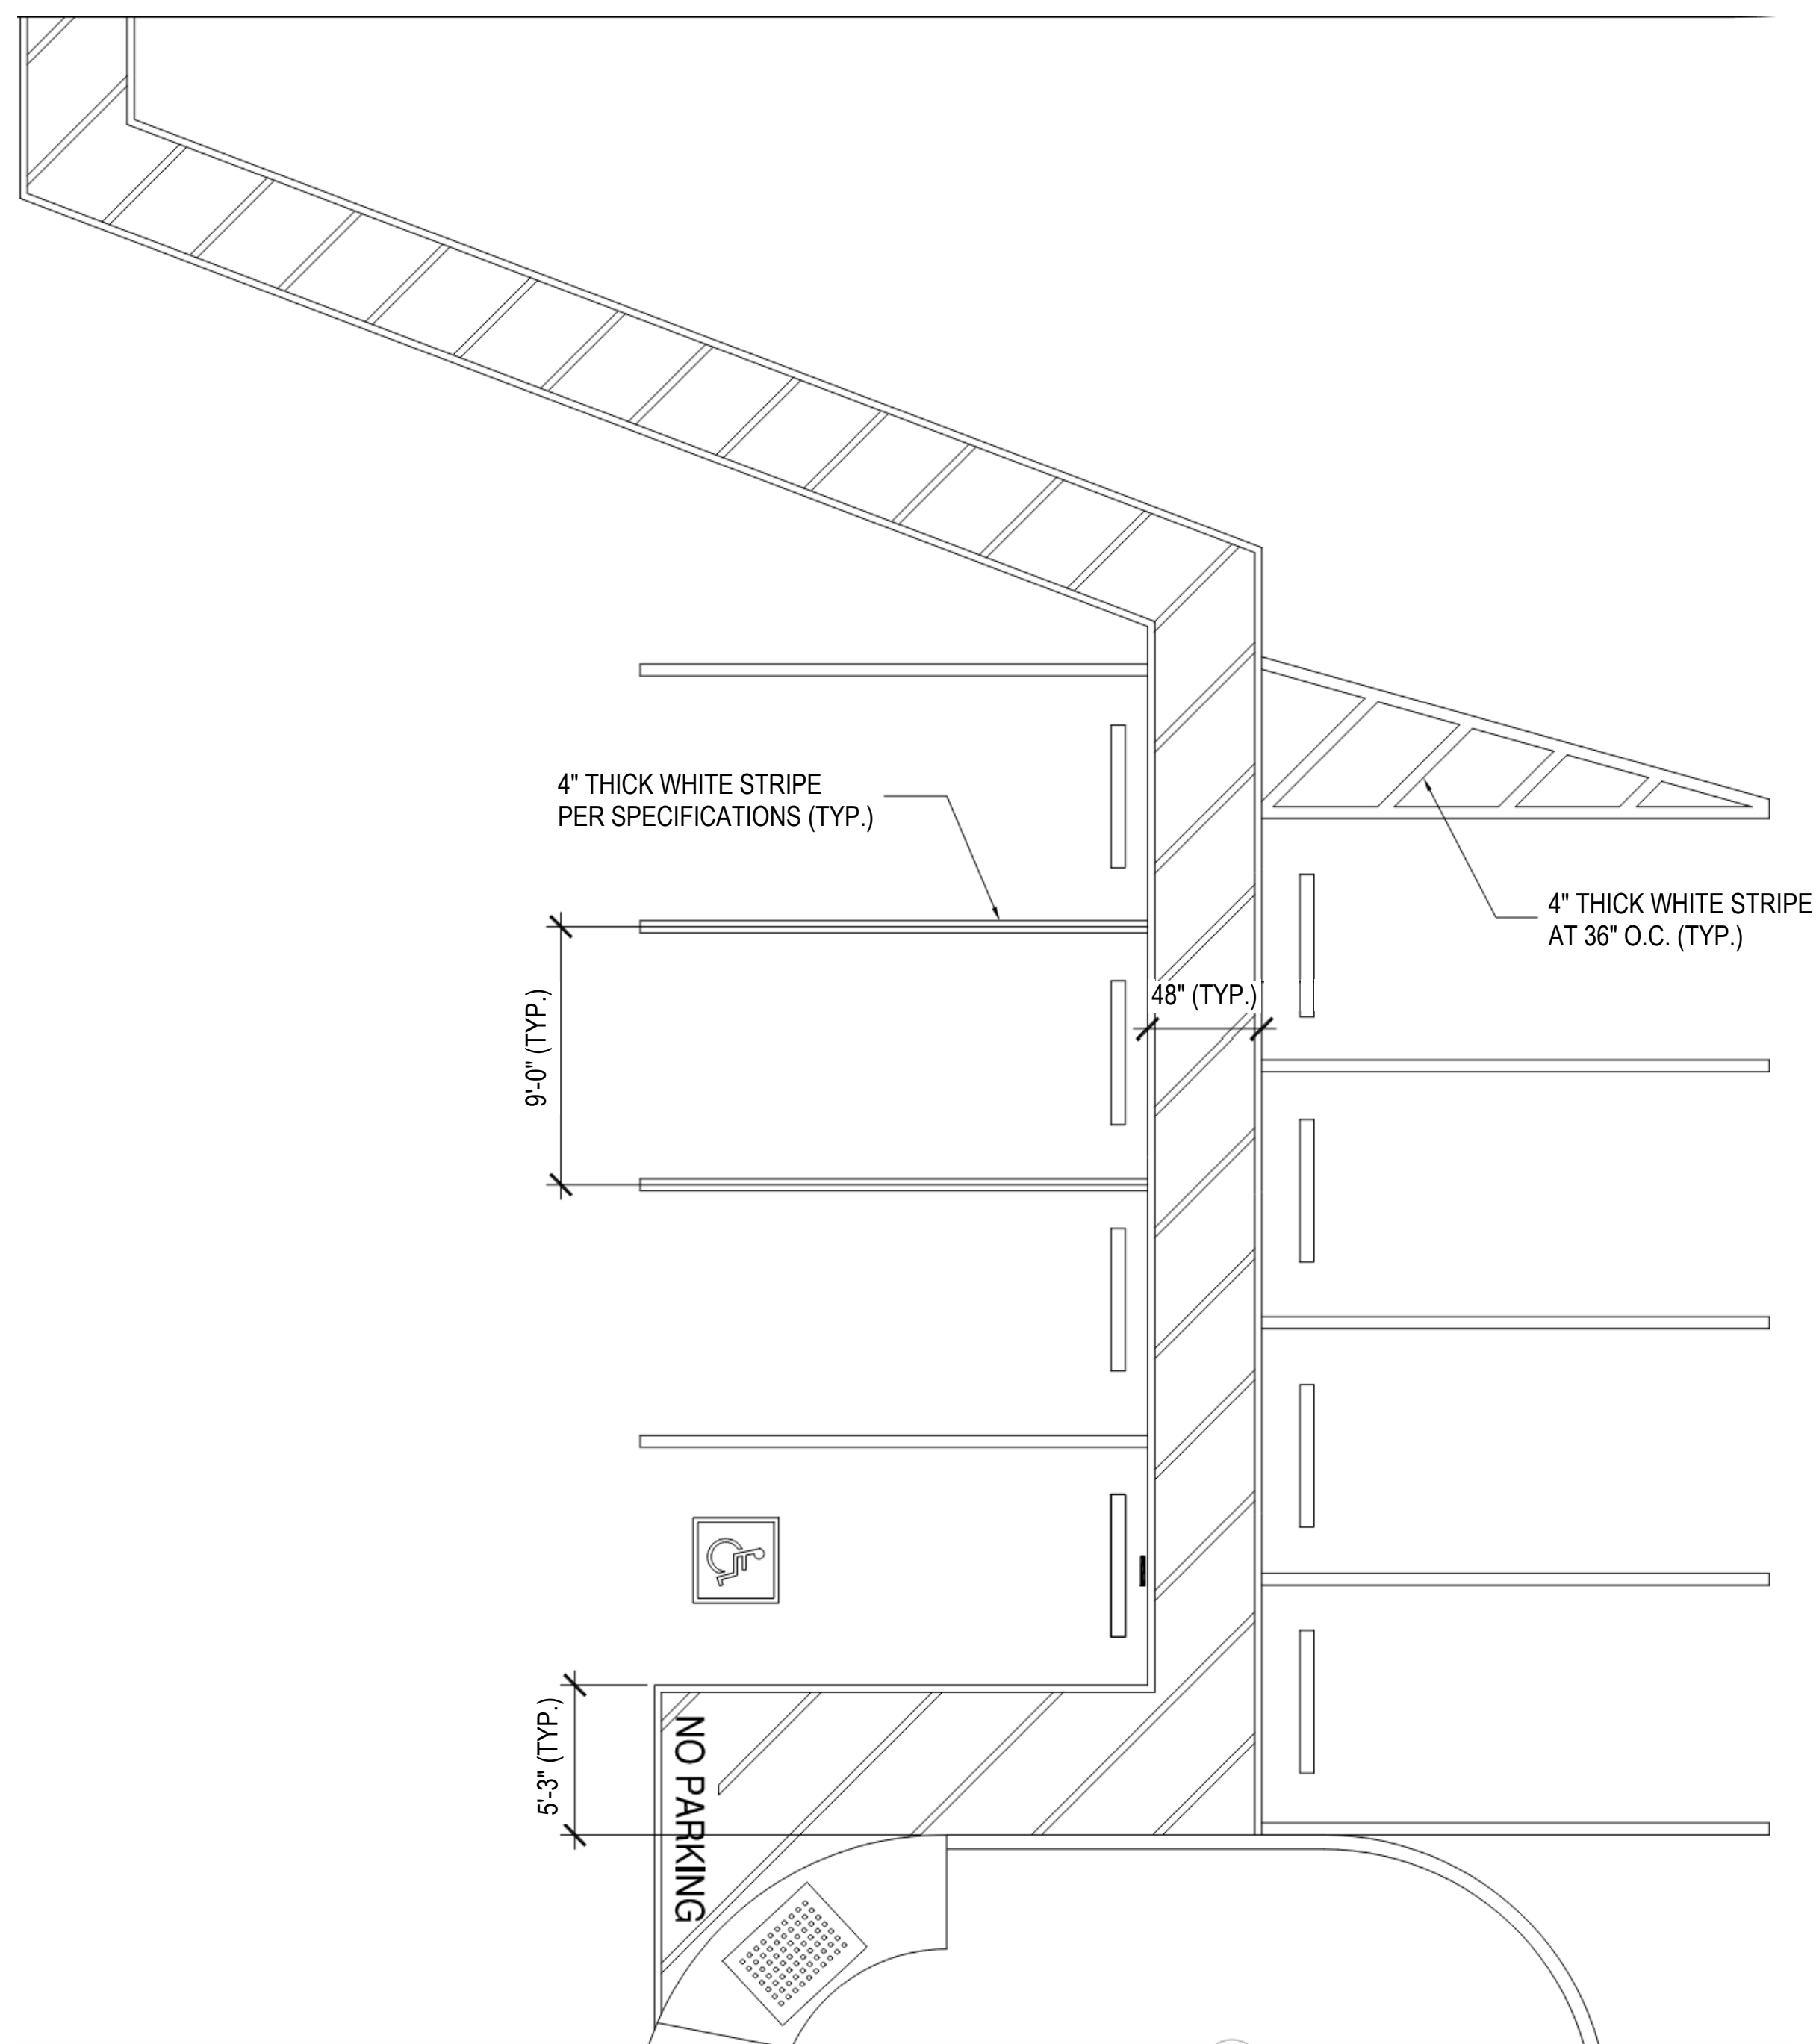 4" THICK WHITE STRIPE
PER SPECIFICATIONS (TYP.)
4" THICK WHITE STRIPE
AT 36" O.C. (TYP.)
48" (TYP.)
9'-0" (TYP.)
5'-3" (TYP.)
NO PARKING